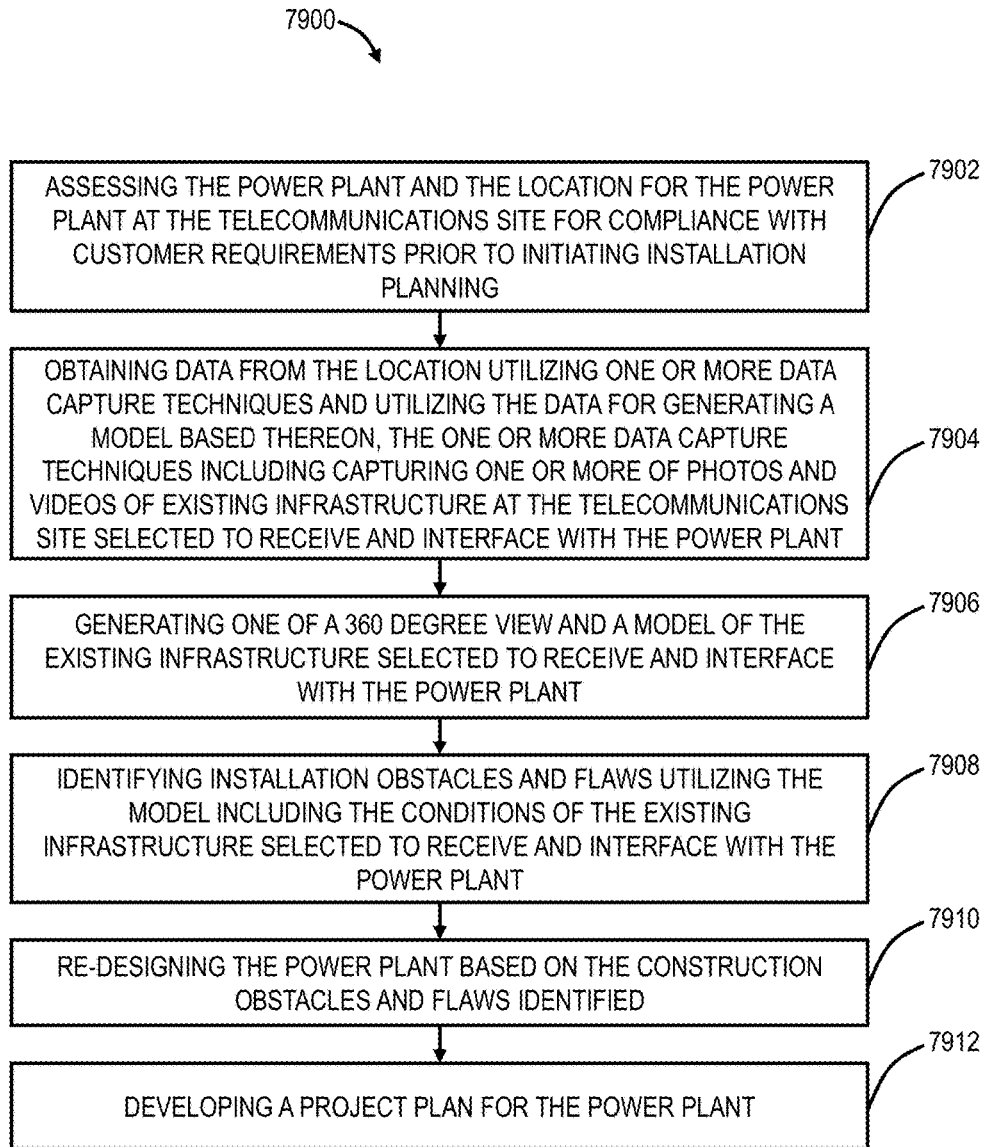 7900
ASSESSING THE POWER PLANT AND THE LOCATION FOR THE POWER
PLANT AT THE TELECOMMUNICATIONS SITE FOR COMPLIANCE WITH
CUSTOMER REQUIREMENTS PRIOR TO INITIATING INSTALLATION
PLANNING
7902
OBTAINING DATA FROM THE LOCATION UTILIZING ONE OR MORE DATA
CAPTURE TECHNIQUES AND UTILIZING THE DATA FOR GENERATING A
MODEL BASED THEREON, THE ONE OR MORE DATA CAPTURE
TECHNIQUES INCLUDING CAPTURING ONE OR MORE OF PHOTOS AND
VIDEOS OF EXISTING INFRASTRUCTURE AT THE TELECOMMUNICATIONS
SITE SELECTED TO RECEIVE AND INTERFACE WITH THE POWER PLANT
7904
GENERATING ONE OF A 360 DEGREE VIEW AND A MODEL OF THE
EXISTING INFRASTRUCTURE SELECTED TO RECEIVE AND INTERFACE
WITH THE POWER PLANT
7906
IDENTIFYING INSTALLATION OBSTACLES AND FLAWS UTILIZING THE
MODEL INCLUDING THE CONDITIONS OF THE EXISTING
INFRASTRUCTURE SELECTED TO RECEIVE AND INTERFACE WITH THE
POWER PLANT
7908
RE-DESIGNING THE POWER PLANT BASED ON THE CONSTRUCTION
OBSTACLES AND FLAWS IDENTIFIED
7910
DEVELOPING A PROJECT PLAN FOR THE POWER PLANT
7912